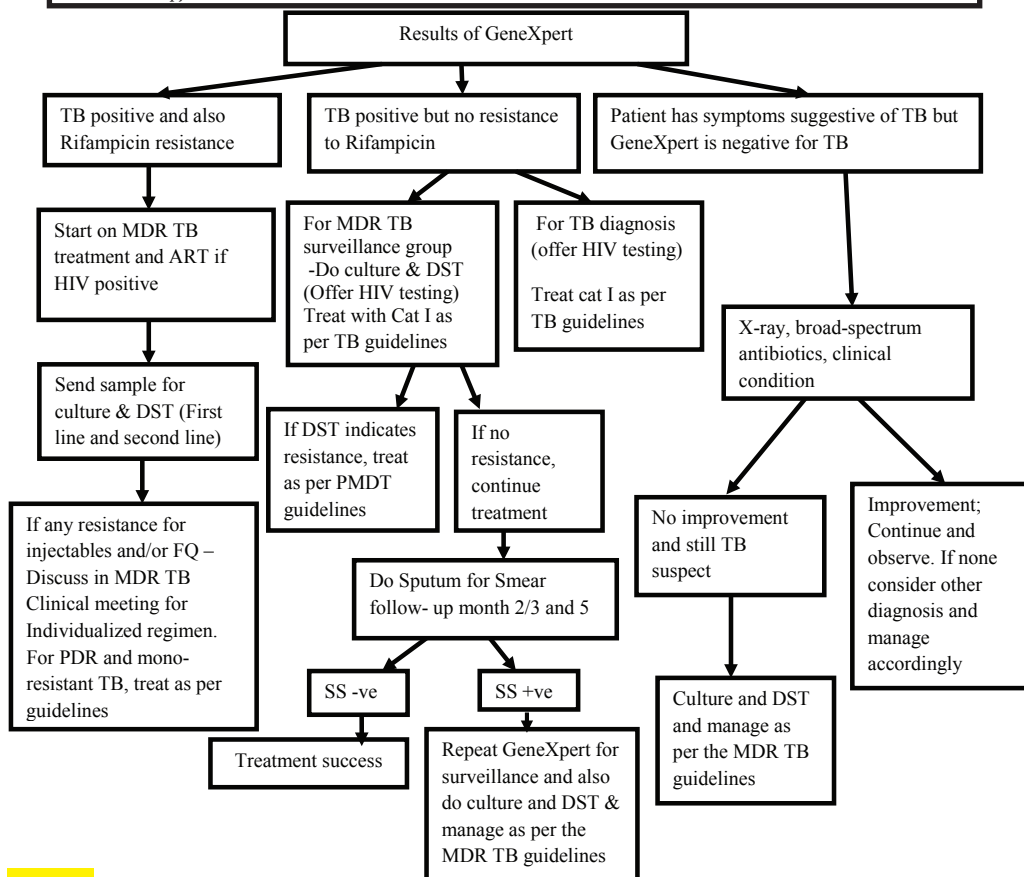 Results of GeneXpert
TB positive and also
Rifampicin resistance
TB positive but no resistance
to Rifampicin
Patient has symptoms suggestive of TB but
GeneXpert is negative for TB
Start on MDR TB
treatment and ART if
HIV positive
For MDR TB
surveillance group
-Do culture & DST
(Offer HIV testing)
Treat with Cat I as
per TB guidelines
For TB diagnosis
(offer HIV testing)
Treat cat I as per
TB guidelines
X-ray, broad-spectrum
antibiotics, clinical
condition
Send sample for
culture & DST (First
line and second line)
If DST indicates
resistance, treat
as per PMDT
guidelines
If no
resistance,
continue
treatment
No improvement
and still TB
suspect
Improvement;
Continue and
observe. If none
consider other
diagnosis and
manage
accordingly
If any resistance for
injectables and/or FQ –
Discuss in MDR TB
Clinical meeting for
Individualized regimen.
For PDR and mono-
resistant TB, treat as per
guidelines
Do Sputum for Smear
follow- up month 2/3 and 5
SS -ve
SS +ve
Culture and DST
and manage as
per the MDR TB
guidelines
Treatment success
Repeat GeneXpert for
surveillance and also
do culture and DST &
manage as per the
MDR TB guidelines